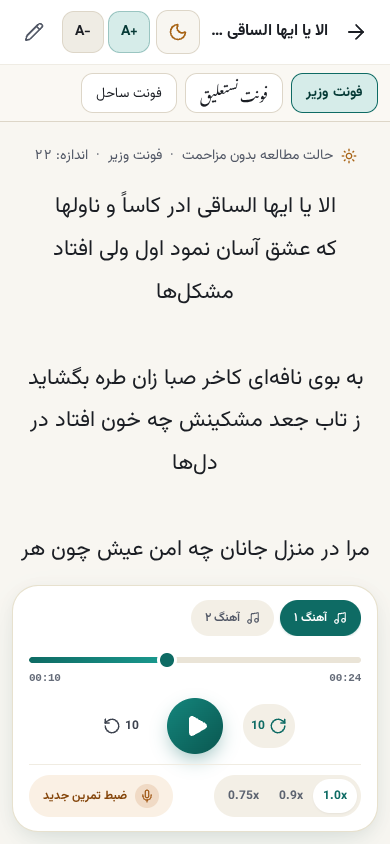 الا یا ایها الساقی ...
A+
A-
فونت وزیر
فونت نستعلیق
فونت ساحل
حالت مطالعه بدون مزاحمت · فونت وزیر · اندازه: ۲۲
الا یا ایها الساقی ادر کاساً و ناولها
که عشق آسان نمود اول ولی افتاد
مشکل‌ها
به بوی نافه‌ای کاخر صبا زان طره بگشاید
ز تاب جعد مشکینش چه خون افتاد در
دل‌ها
مرا در منزل جانان چه امن عیش چون هر
آهنگ ۱
آهنگ ۲
00:10
00:24
10
10
ضبط تمرین جدید
0.75x
0.9x
1.0x